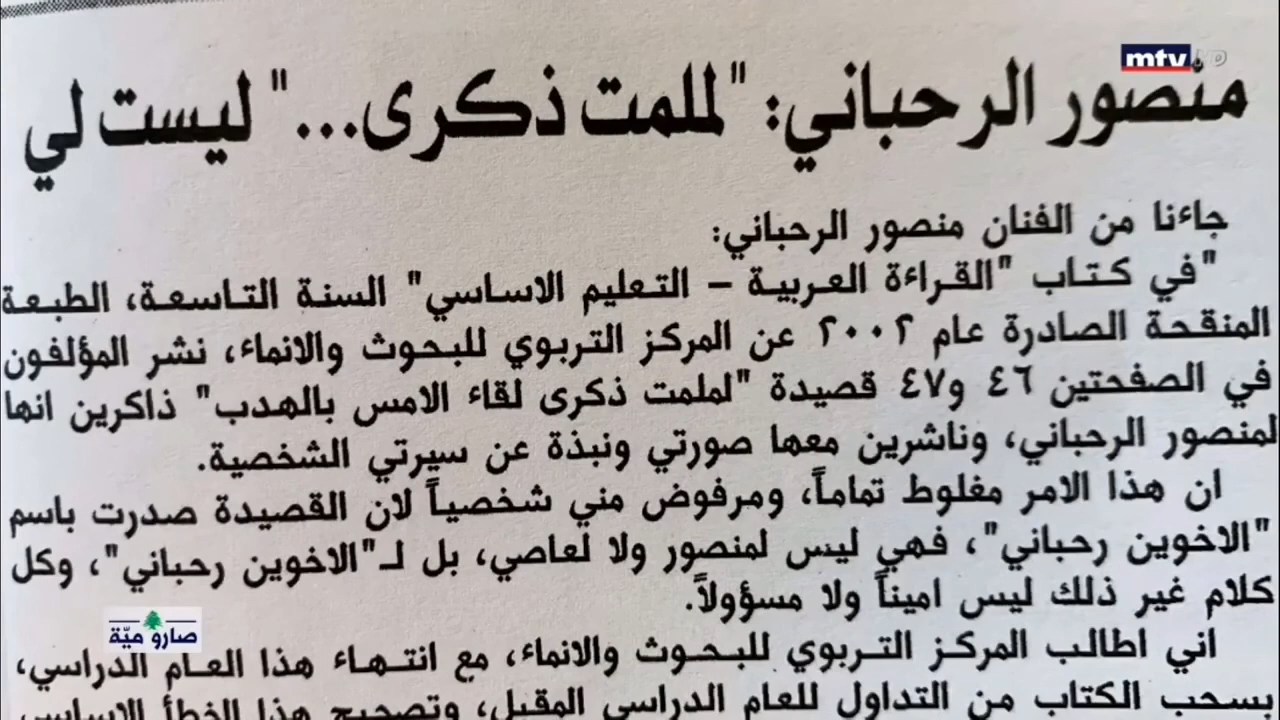 mtv HD
منصور الرحباني: "لملمت ذكرى..." ليست لي
جاءنا من الفنان منصور الرحباني:
"في كتاب "القراءة العربية – التعليم الاساسي" السنة التاسعة، الطبعة
المنقحة الصادرة عام ٢٠٠٢ عن المركز التربوي للبحوث والانماء، نشر المؤلفون
في الصفحتين ٤٦ و٤٧ قصيدة "لملمت ذكرى لقاء الامس بالهدب" ذاكرين انها
لمنصور الرحباني، وناشرين معها صورتي ونبذة عن سيرتي الشخصية.
ان هذا الامر مغلوط تماماً، ومرفوض مني شخصياً لان القصيدة صدرت باسم
"الاخوين رحباني"، فهي ليس لمنصور ولا لعاصي، بل لـ"الاخوين رحباني"، وكل
كلام غير ذلك ليس اميناً ولا مسؤولاً.
اني اطالب المركز التربوي للبحوث والانماء، مع انتهاء هذا العام الدراسي،
بسحب الكتاب من التداول للعام الدراسي المقبل، وتصحيح هذا الخطأ الاساسي
صارو ميّة